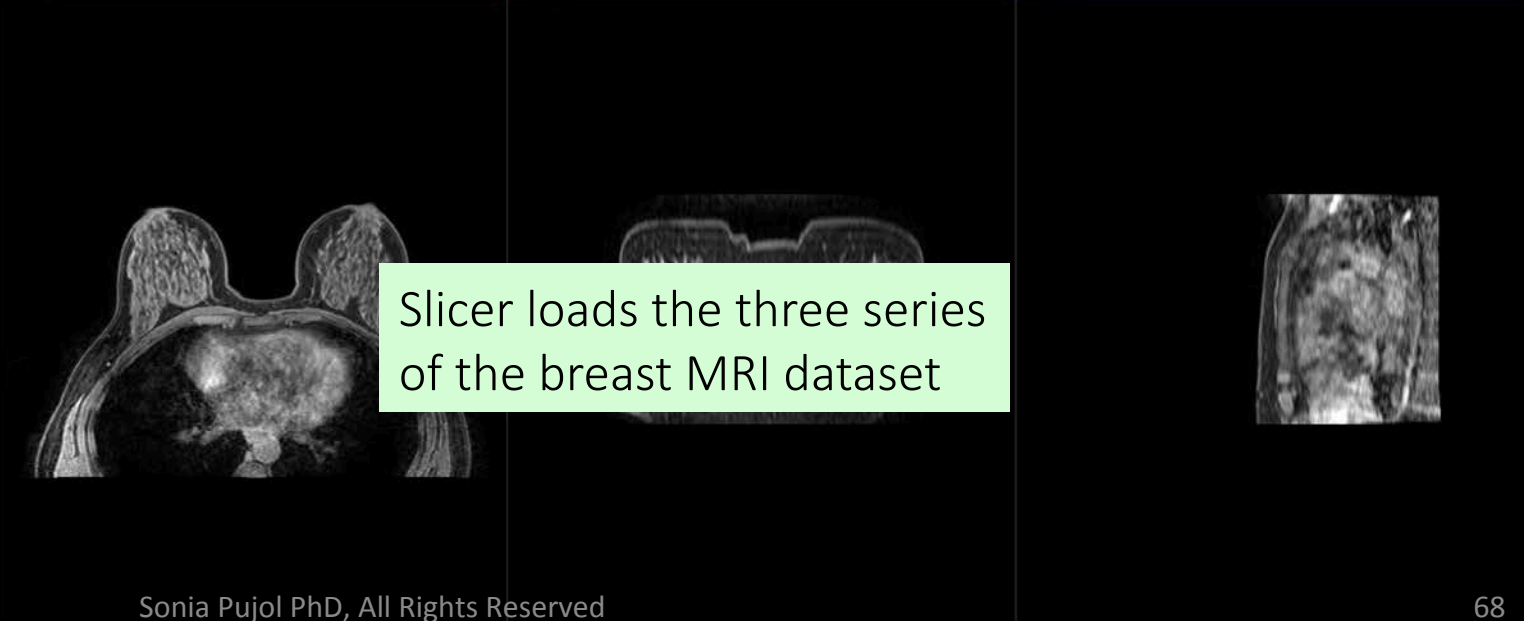 Slicer loads the three series
of the breast MRI dataset
Sonia Pujol PhD, All Rights Reserved
68